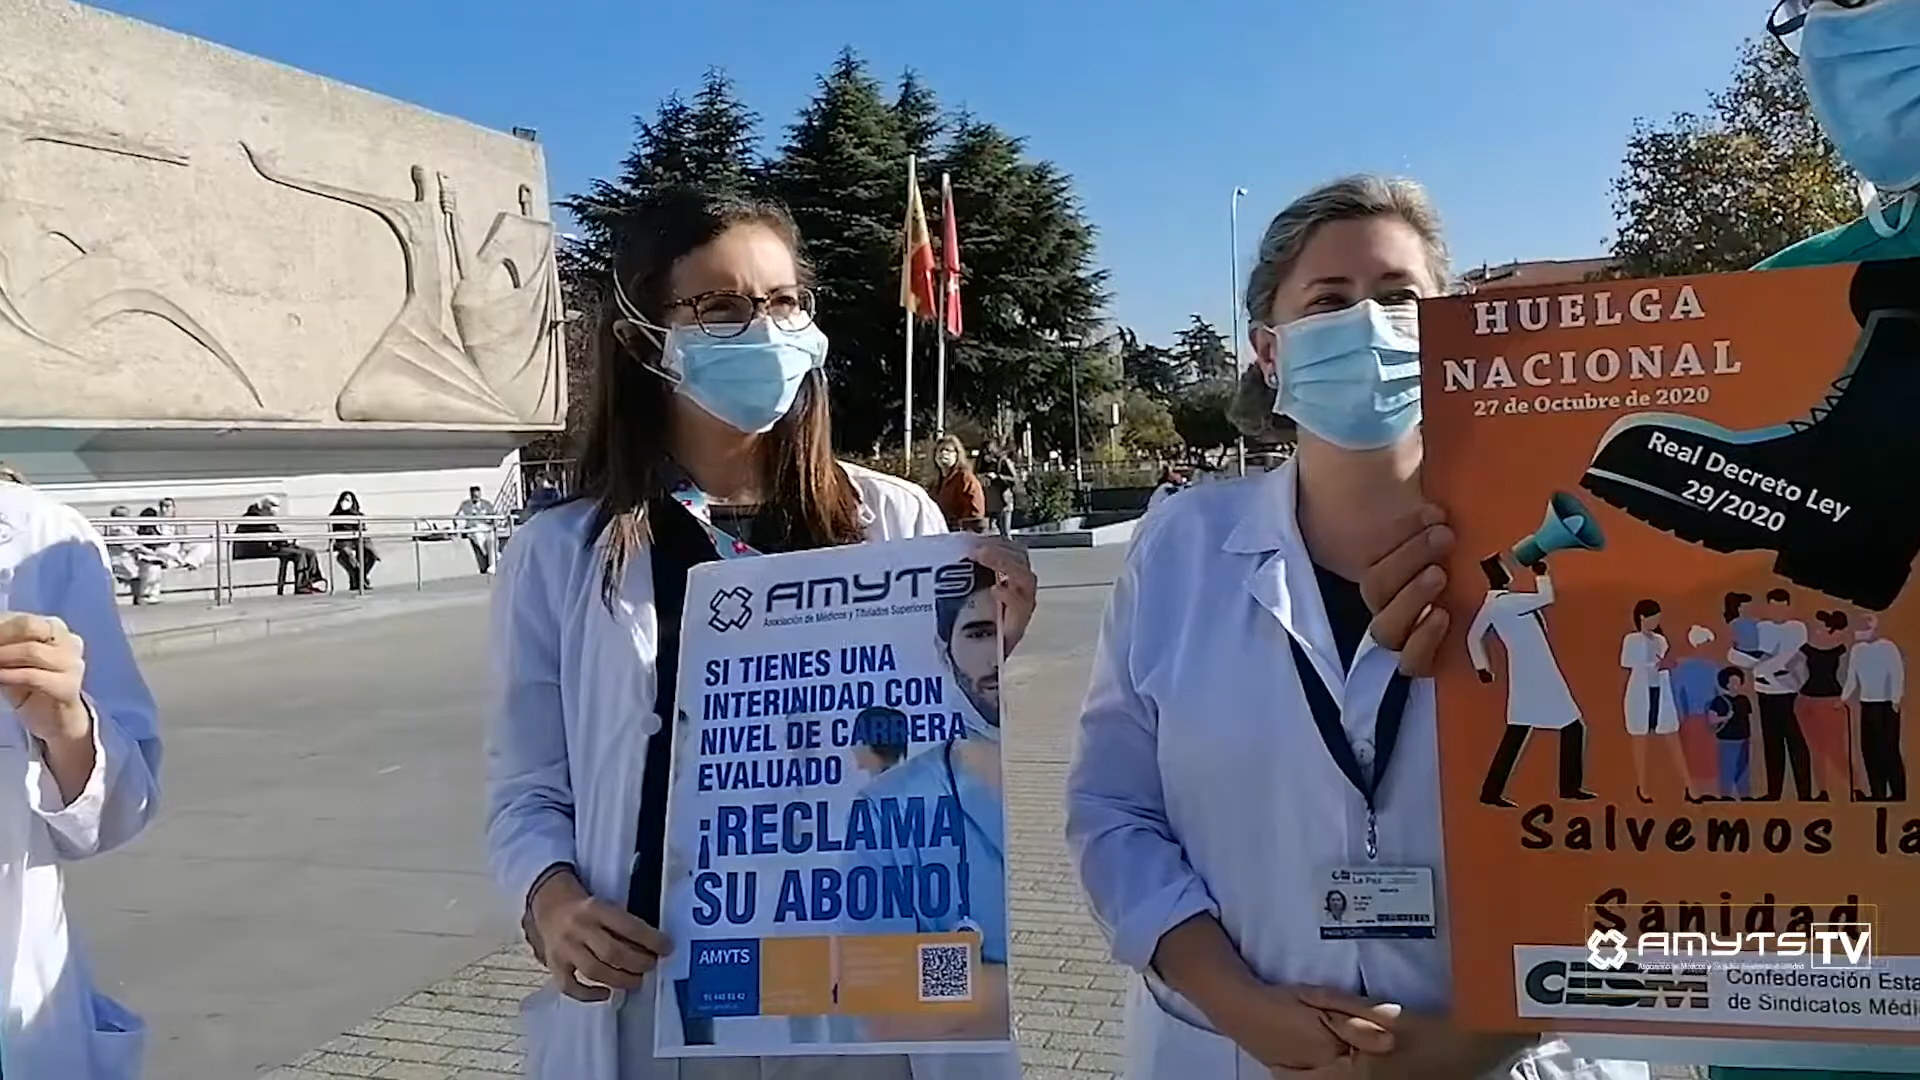 AMYTS
Asociación de Médicos y Titulados Superiores
SI TIENES UNA
INTERINIDAD CON
NIVEL DE CARRERA
EVALUADO
¡RECLAMA
SU ABONO!
AMYTS
HUELGA
NACIONAL
27 de Octubre de 2020
Real Decreto Ley
29/2020
Salvemos la
Sanidad
CESM
Confederación Esta
de Sindicatos Médi
La Paz
AMYTS TV